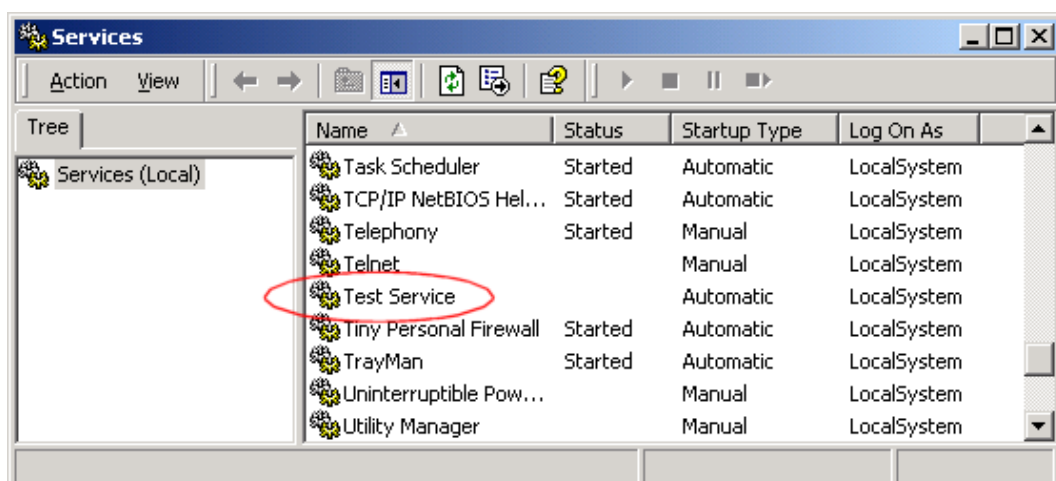 Services
Action View
Tree
Name Status Startup Type Log On As
Services (Local)
Task Scheduler Started Automatic LocalSystem
TCP/IP NetBIOS Hel... Started Automatic LocalSystem
Telephony Started Manual LocalSystem
Telnet Manual LocalSystem
Test Service Automatic LocalSystem
Tiny Personal Firewall Started Automatic LocalSystem
TrayMan Started Automatic LocalSystem
Uninterruptible Pow... Manual LocalSystem
Utility Manager Manual LocalSystem